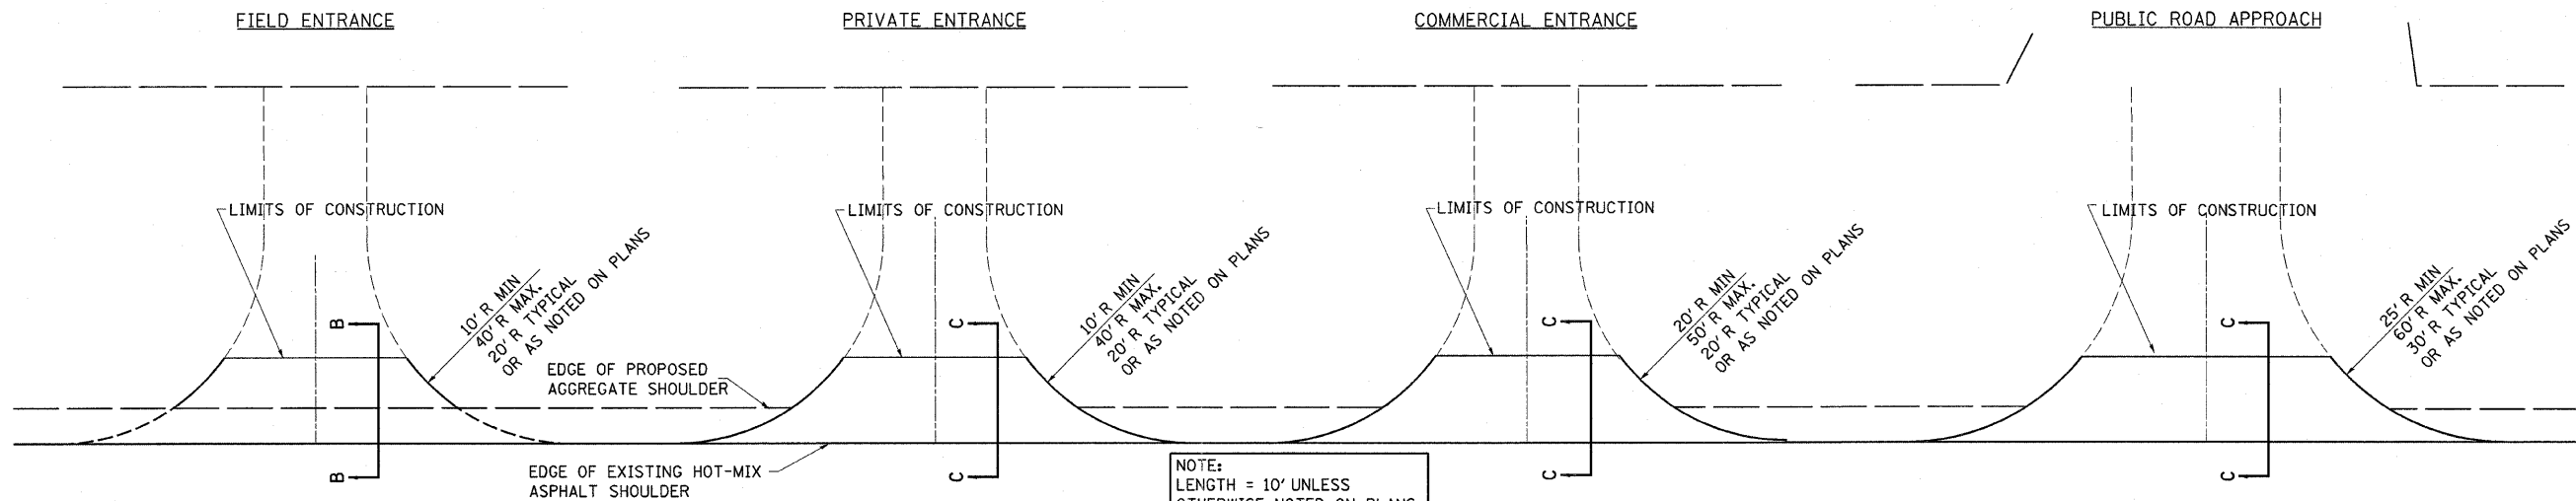 FIELD ENTRANCE
PRIVATE ENTRANCE
COMMERCIAL ENTRANCE
PUBLIC ROAD APPROACH
LIMITS OF CONSTRUCTION
LIMITS OF CONSTRUCTION
LIMITS OF CONSTRUCTION
LIMITS OF CONSTRUCTION
10' R MIN
40' R MAX.
20' R TYPICAL
OR AS NOTED ON PLANS
10' R MIN
40' R MAX.
20' R TYPICAL
OR AS NOTED ON PLANS
20' R MIN
50' R MAX.
20' R TYPICAL
OR AS NOTED ON PLANS
25' R MIN
60' R MAX.
30' R TYPICAL
OR AS NOTED ON PLANS
B
C
C
C
EDGE OF PROPOSED
AGGREGATE SHOULDER
B
C
C
C
EDGE OF EXISTING HOT-MIX
ASPHALT SHOULDER
NOTE:
LENGTH = 10' UNLESS
OTHERWISE NOTED ON PLANS